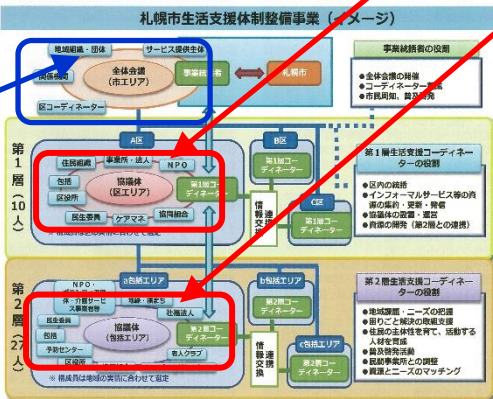 札幌市生活支援体制整備事業（イメージ）
地域組織・団体
サービス提供主体
関係機関
全体会議
（市エリア）
区コーディネーター
事業統括者
札幌市
事業統括者の役割
●全体会議の開催
●市民周知、普及啓発
第1層（10人）
A区
住民組織
事業所・法人
NPO
包括
区役所
協議体
（区エリア）
民生委員
ケアマネ
協同組合
第1層コーディネーター
B区
第1層コーディネーター
C区
第1層コーディネーター
情報交換
連携
第1層生活支援コーディネーターの役割
●区内の統括
●インフォーマルサービス等の資源の集約・更新・発信
●協議体の設置・運営
●資源の開発（第2層との連携）
第2層
a包括エリア
NPO・
体・介護サービス事業者等
地縁・
社福法人
民生委員
包括
予防センター
区役所
協議体
（包括エリア）
老人クラブ
第2層コーディネーター
※ 構成員は地域の実情に合わせて選定
b包括エリア
第2層コーディネーター
c包括エリア
第2層コーディネーター
情報交換
連携
第2層生活支援コーディネーターの役割
●地域課題・ニーズの把握
●困りごと解決の取組支援
●住民の主体性を育て、活動する人材を育成
●普及啓発活動
●民間事業所との調整
●資源とニーズのマッチング